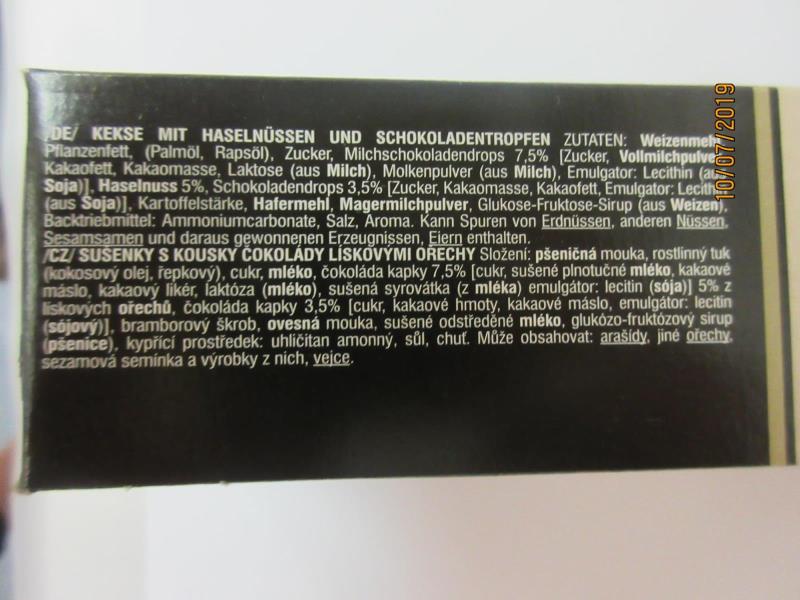 /DE/ KEKSE MIT HASELNÜSSEN UND SCHOKOLADENTROPFEN ZUTATEN: Weizenmehl,
Pflanzenfett, (Palmöl, Rapsöl), Zucker, Milchschokoladendrops 7,5% [Zucker, Vollmilchpulver,
Kakaofett, Kakaomasse, Laktose (aus Milch), Molkenpulver (aus Milch), Emulgator: Lecithin (aus
Soja)], Haselnuss 5%, Schokoladendrops 3,5% [Zucker, Kakaomasse, Kakaofett, Emulgator: Lecithin
(aus Soja)], Kartoffelstärke, Hafermehl, Magermilchpulver, Glukose-Fruktose-Sirup (aus Weizen),
Backtriebmittel: Ammoniumcarbonate, Salz, Aroma. Kann Spuren von Erdnüssen, anderen Nüssen,
Sesamsamen und daraus gewonnenen Erzeugnissen, Eiern enthalten.
/CZ/ SUŠENKY S KOUSKY ČOKOLÁDY LÍSKOVÝMI OŘECHY Složení: pšeničná mouka, rostlinný tuk
(kokosový olej, řepkový), cukr, mléko, čokoláda kapky 7,5% [cukr, sušené plnotučné mléko, kakaové
máslo, kakaový likér, laktóza (mléko), sušená syrovátka (z mléka) emulgátor: lecitin (sója)] 5% z
lískových ořechů, čokoláda kapky 3,5% [cukr, kakaové hmoty, kakaové máslo, emulgátor: lecitin
(sójový)], bramborový škrob, ovesná mouka, sušené odstředěné mléko, glukózo-fruktózový sirup
(pšenice), kypřící prostředek: uhličitan amonný, sůl, chuť. Může obsahovat: arašídy, jiné ořechy,
sezamová semínka a výrobky z nich, vejce.
10/07/2019